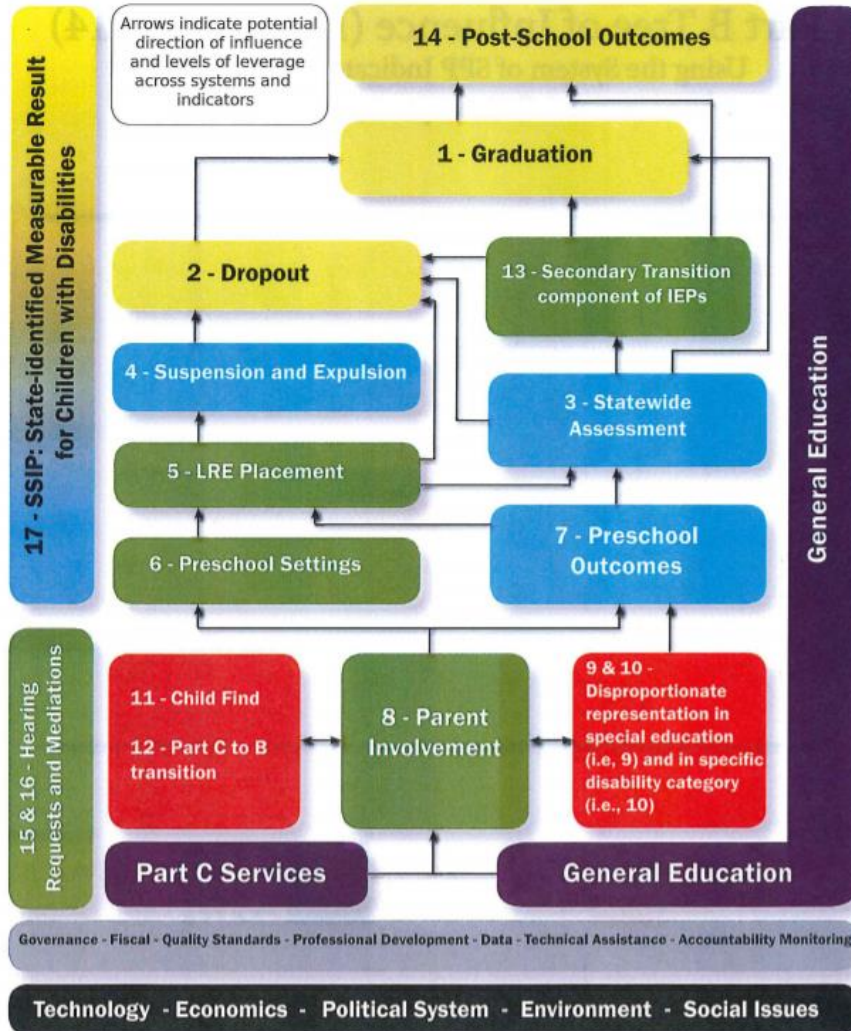 Arrows indicate potential
direction of influence
and levels of leverage
across systems and
indicators
14 - Post-School Outcomes
1 - Graduation
2 - Dropout
13 - Secondary Transition
component of IEPs
4 - Suspension and Expulsion
3 - Statewide
Assessment
5 - LRE Placement
7 - Preschool
Outcomes
6 - Preschool Settings
17 - SSIP: State-identified Measurable Result
for Children with Disabilities
General Education
15 & 16 - Hearing
Requests and Mediations
11 - Child Find
12 - Part C to B
transition
8 - Parent
Involvement
9 & 10 -
Disproportionate
representation in
special education
(i.e, 9) and in specific
disability category
(i.e., 10)
Part C Services
General Education
Governance - Fiscal - Quality Standards - Professional Development - Data - Technical Assistance - Accountability Monitoring
Technology - Economics - Political System - Environment - Social Issues